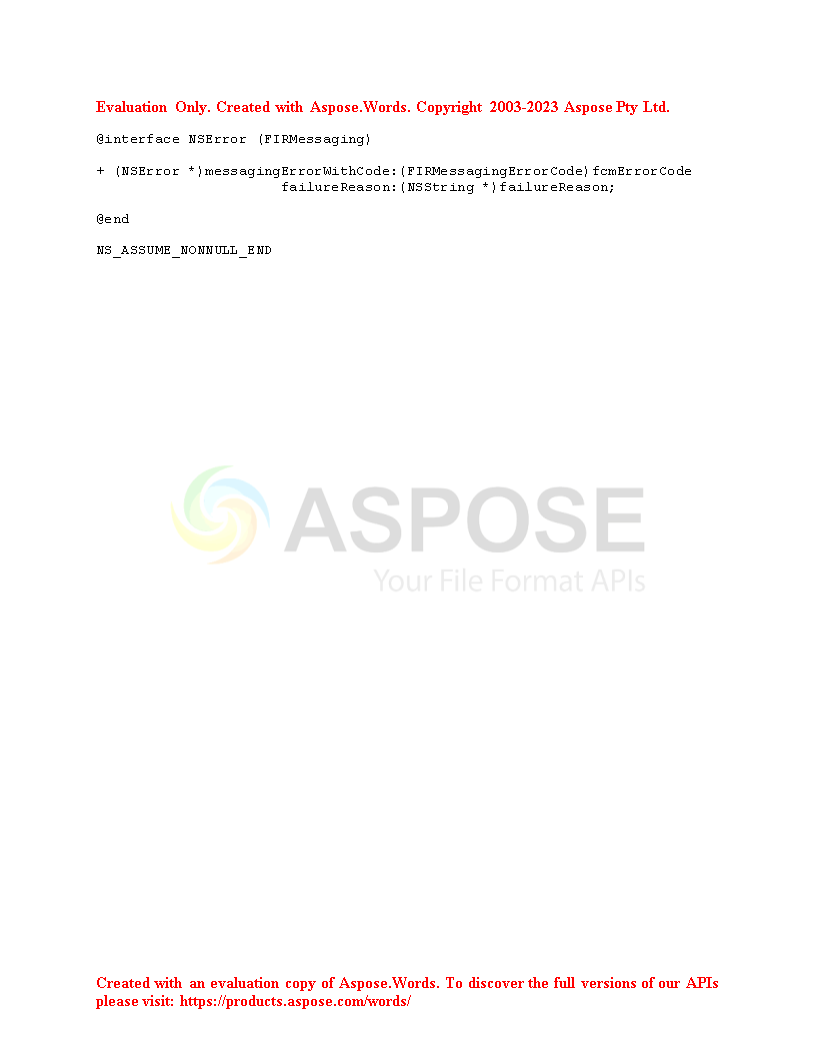 Evaluation Only. Created with Aspose.Words. Copyright 2003-2023 Aspose Pty Ltd.
@interface NSError (FIRMessaging)
+ (NSError *)messagingErrorWithCode:(FIRMessagingErrorCode)fcmErrorCode
failureReason:(NSString *)failureReason;
@end
NS_ASSUME_NONNULL_END
ASPOSE
Your File Format APIs
Created with an evaluation copy of Aspose.Words. To discover the full versions of our APIs
please visit: https://products.aspose.com/words/